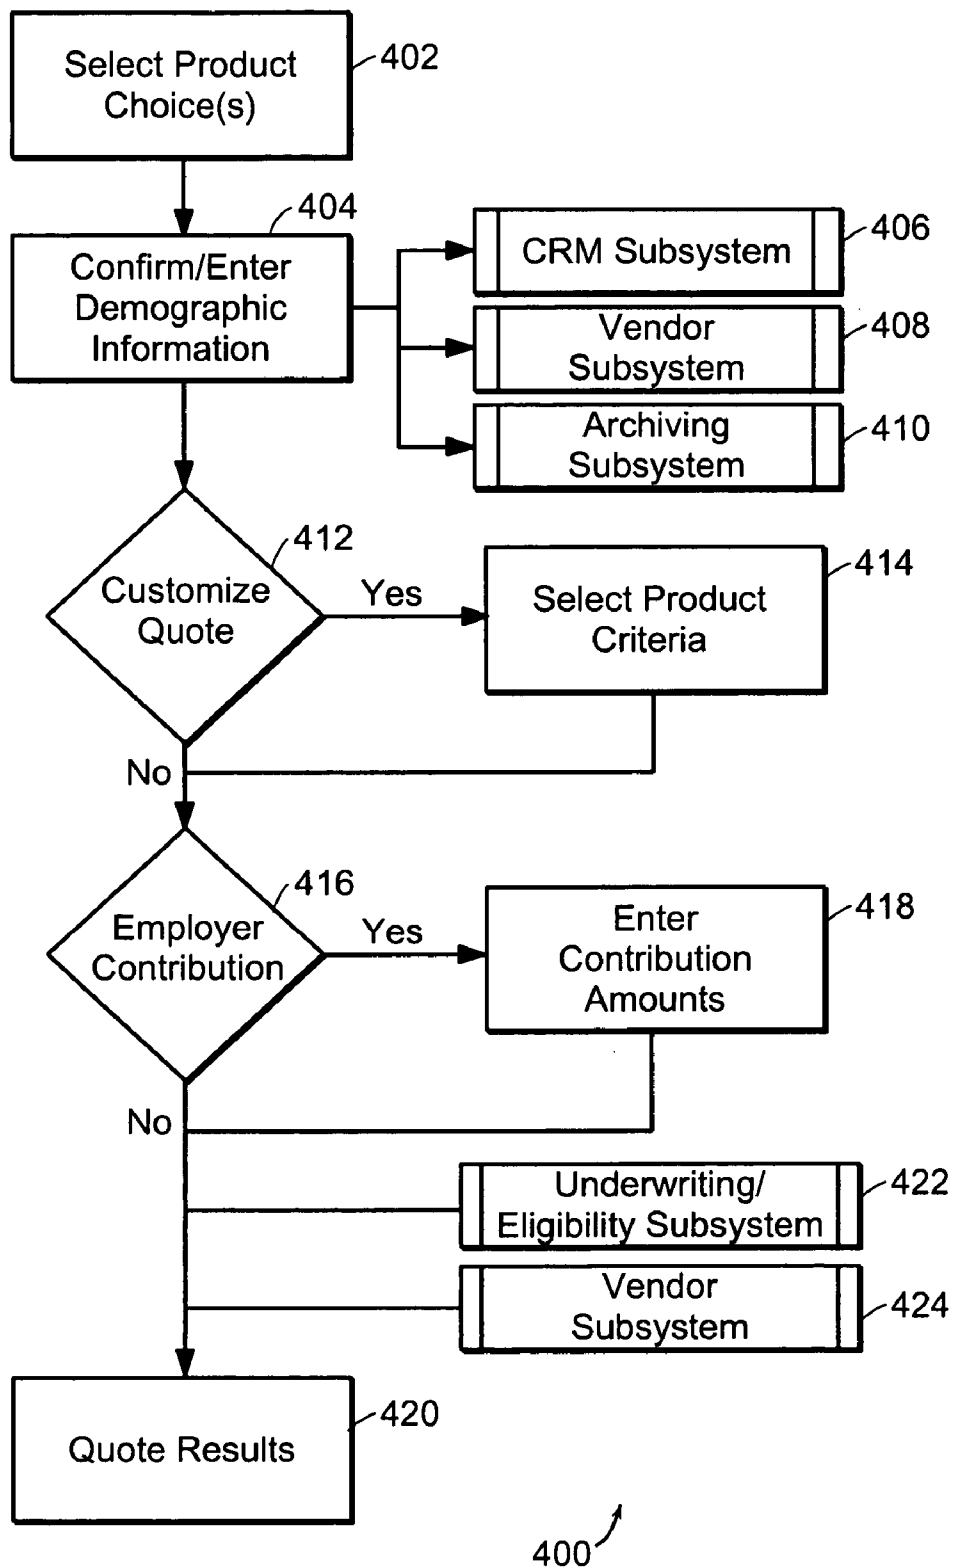 Select Product
Choice(s)
402
404
Confirm/Enter
Demographic
Information
CRM Subsystem
406
Vendor
Subsystem
408
Archiving
Subsystem
410
412
Customize
Quote
Yes
Select Product
Criteria
414
No
416
Employer
Contribution
Yes
Enter
Contribution
Amounts
418
No
Underwriting/
Eligibility Subsystem
422
Vendor
Subsystem
424
Quote Results
420
400